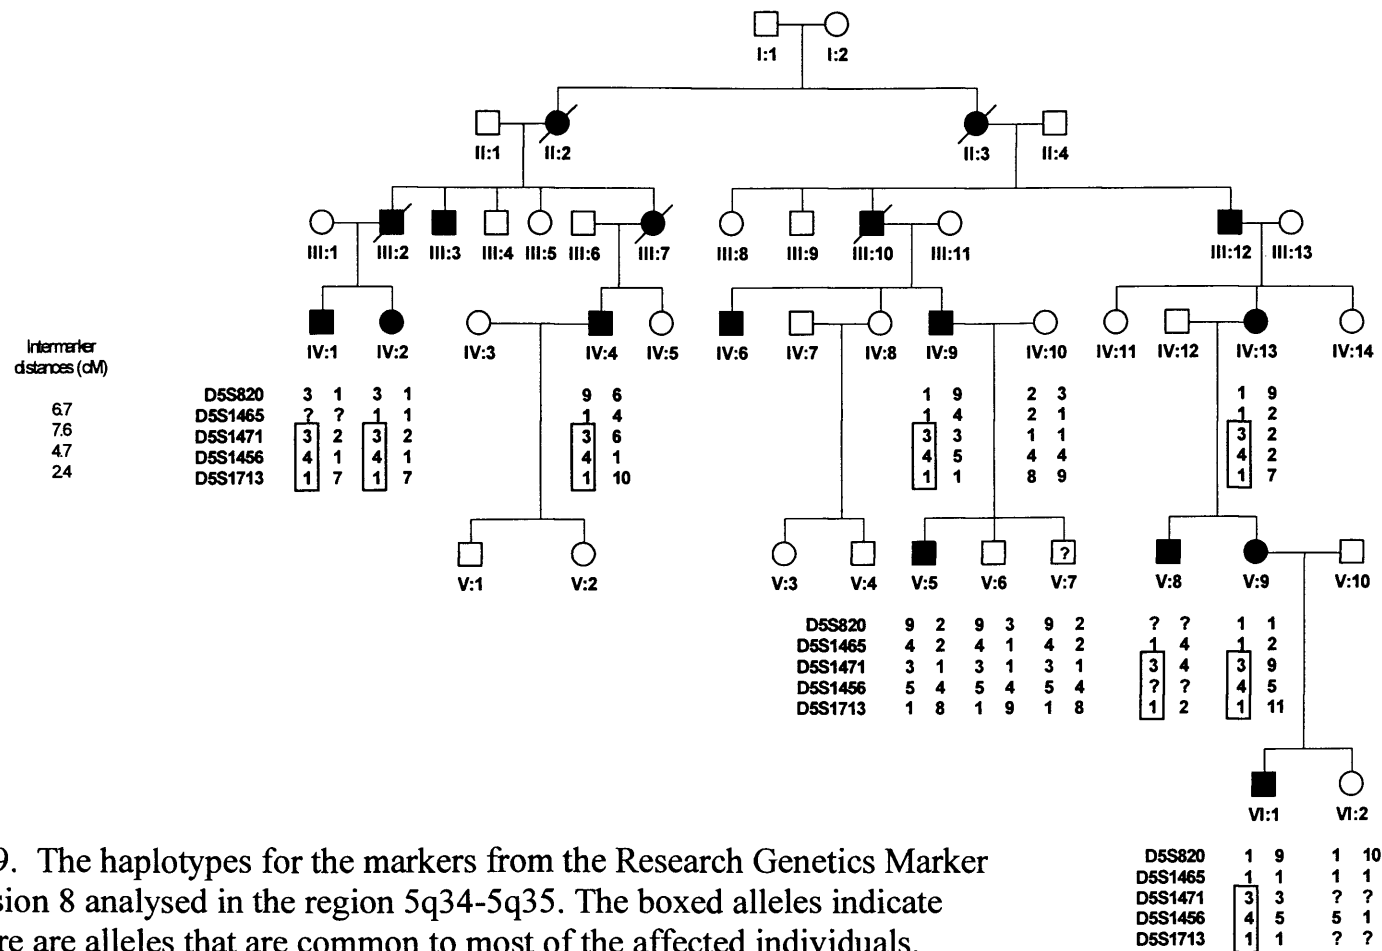 I:1 I:2
II:1 II:2 II:3 II:4
III:1 III:2 III:3 III:4 III:5 III:6 III:7 III:8 III:9 III:10 III:11 III:12 III:13
IV:1 IV:2 IV:3 IV:4 IV:5 IV:6 IV:7 IV:8 IV:9 IV:10 IV:11 IV:12 IV:13 IV:14
Intermarker
distances (cM)
6.7
7.6
4.7
2.4
D5S820 3 1 3 1 9 6 1 9 2 3 1 9
D5S1465 ? ? 1 1 1 4 1 4 2 1 1 2
D5S1471 3 2 3 2 3 6 3 3 1 1 3 2
D5S1456 4 1 4 1 4 1 4 5 4 4 4 2
D5S1713 1 7 1 7 1 10 1 1 8 9 1 7
?
V:1 V:2 V:3 V:4 V:5 V:6 V:7 V:8 V:9 V:10
D5S820 9 2 9 3 9 2 ? ? 1 1
D5S1465 4 2 4 1 4 2 1 4 1 2
D5S1471 3 1 3 1 3 1 3 4 3 9
D5S1456 5 4 5 4 5 4 ? ? 4 5
D5S1713 1 8 1 9 1 8 1 2 1 11
VI:1 VI:2
D5S820 1 9 1 10
D5S1465 1 1 1 1
D5S1471 3 3 ? ?
D5S1456 4 5 5 1
D5S1713 1 1 ? ?
9. The haplotypes for the markers from the Research Genetics Marker
sion 8 analysed in the region 5q34-5q35. The boxed alleles indicate
re are alleles that are common to most of the affected individuals.